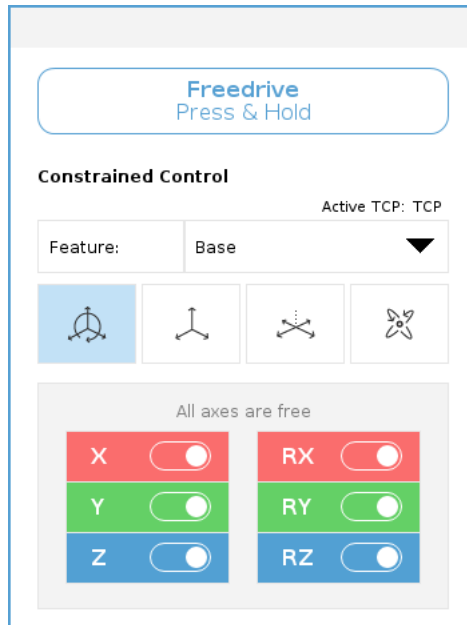 Freedrive
Press & Hold
Constrained Control
Active TCP: TCP
Feature: Base
All axes are free
X RX
Y RY
Z RZ